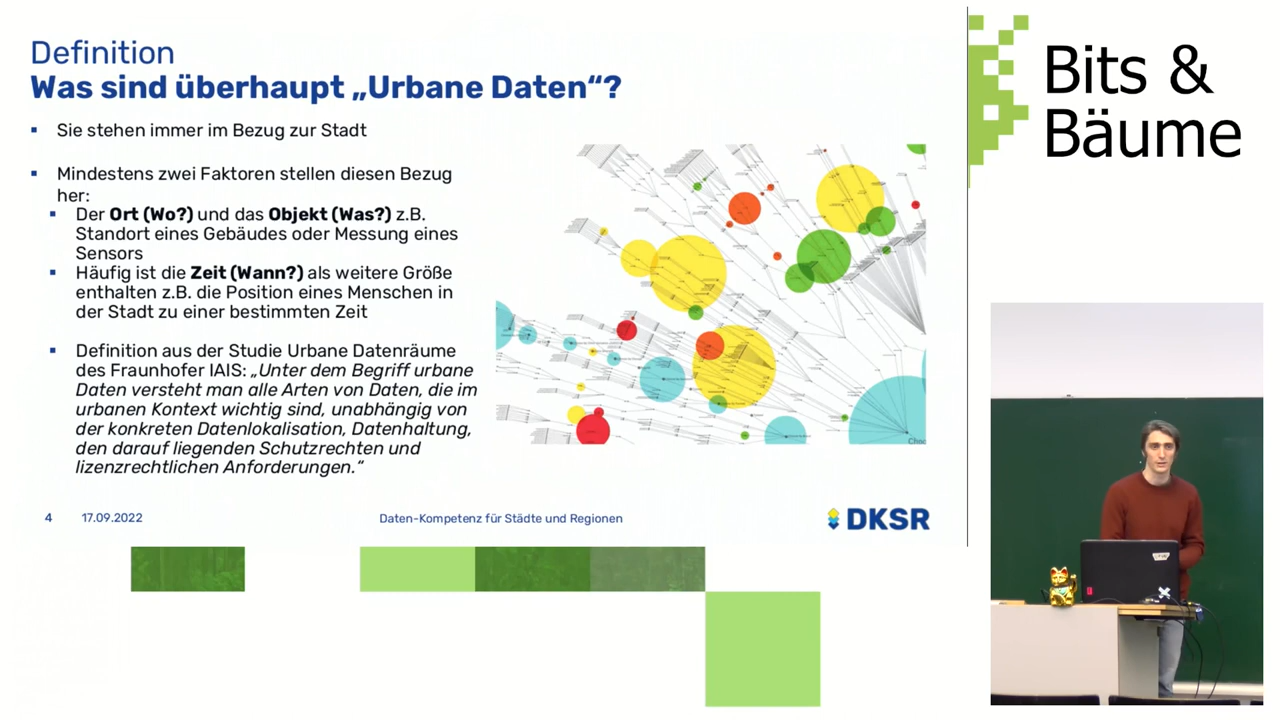 Definition
Was sind überhaupt „Urbane Daten“?
▪ Sie stehen immer im Bezug zur Stadt
▪ Mindestens zwei Faktoren stellen diesen Bezug
her:
▪ Der Ort (Wo?) und das Objekt (Was?) z.B.
Standort eines Gebäudes oder Messung eines
Sensors
▪ Häufig ist die Zeit (Wann?) als weitere Größe
enthalten z.B. die Position eines Menschen in
der Stadt zu einer bestimmten Zeit
▪ Definition aus der Studie Urbane Datenräume
des Fraunhofer IAIS: „Unter dem Begriff urbane
Daten versteht man alle Arten von Daten, die im
urbanen Kontext wichtig sind, unabhängig von
der konkreten Datenlokalisation, Datenhaltung,
den darauf liegenden Schutzrechten und
lizenzrechtlichen Anforderungen.“
Choc
4 17.09.2022 Daten-Kompetenz für Städte und Regionen DKSR
Bits &
Bäume